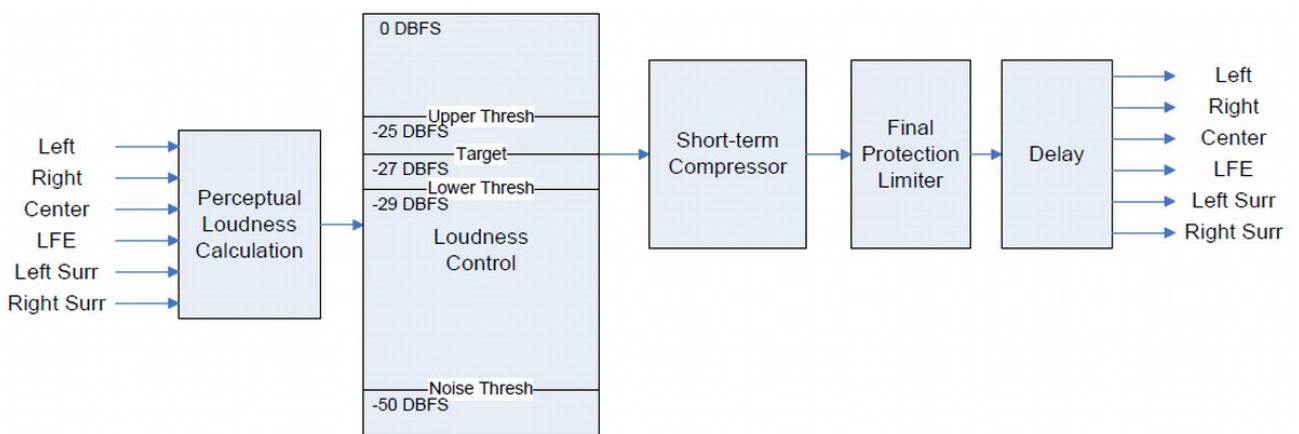 Left
Right
Center
LFE
Left Surr
Right Surr
Perceptual
Loudness
Calculation
0 DBFS
Upper Thresh
-25 DBFS
Target
-27 DBFS
Lower Thresh
-29 DBFS
Loudness
Control
Noise Thresh
-50 DBFS
Short-term
Compressor
Final
Protection
Limiter
Delay
Left
Right
Center
LFE
Left Surr
Right Surr